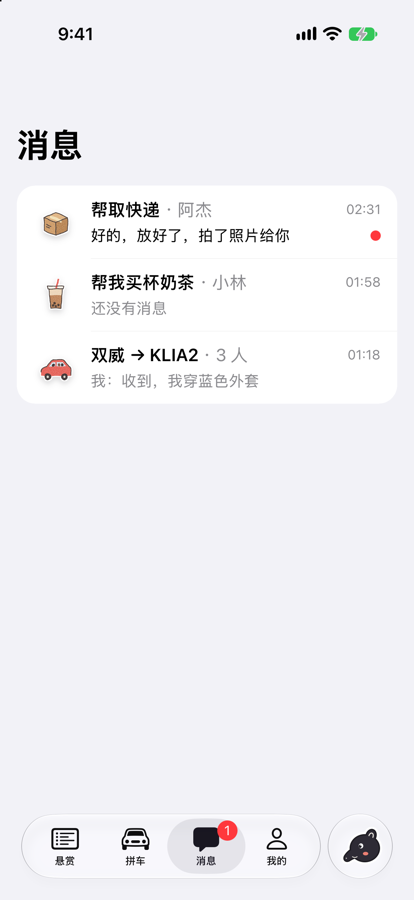 9:41
消息
帮取快递 · 阿杰 02:31
好的，放好了，拍了照片给你
帮我买杯奶茶 · 小林 01:58
还没有消息
双威 → KLIA2 · 3 人 01:18
我：收到，我穿蓝色外套
1
悬赏 拼车 消息 我的